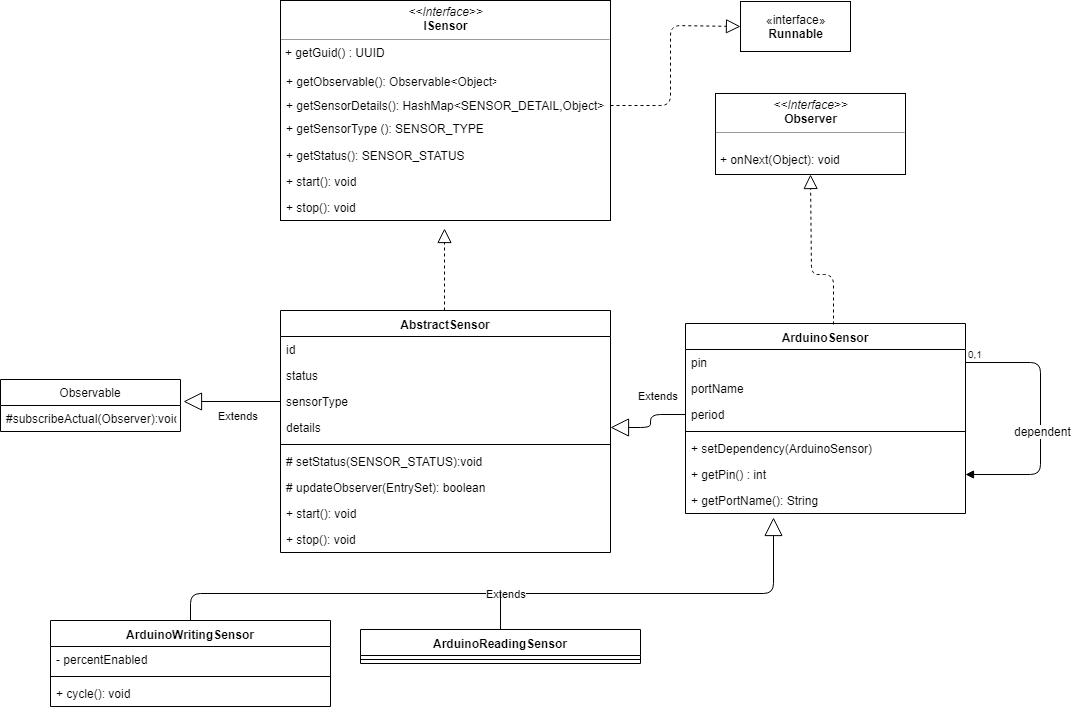 <<Interface>>
ISensor
+ getGuid() : UUID
+ getObservable(): Observable<Object>
+ getSensorDetails(): HashMap<SENSOR_DETAIL,Object>
+ getSensorType (): SENSOR_TYPE
+ getStatus(): SENSOR_STATUS
+ start(): void
+ stop(): void
«interface»
Runnable
<<Interface>>
Observer
+ onNext(Object): void
Observable
#subscribeActual(Observer):void
Extends
AbstractSensor
id
status
sensorType
details
# setStatus(SENSOR_STATUS):void
# updateObserver(EntrySet): boolean
+ start(): void
+ stop(): void
Extends
ArduinoSensor
pin
portName
period
+ setDependency(ArduinoSensor)
+ getPin() : int
+ getPortName(): String
0,1
dependent
Extends
ArduinoWritingSensor
- percentEnabled
+ cycle(): void
ArduinoReadingSensor